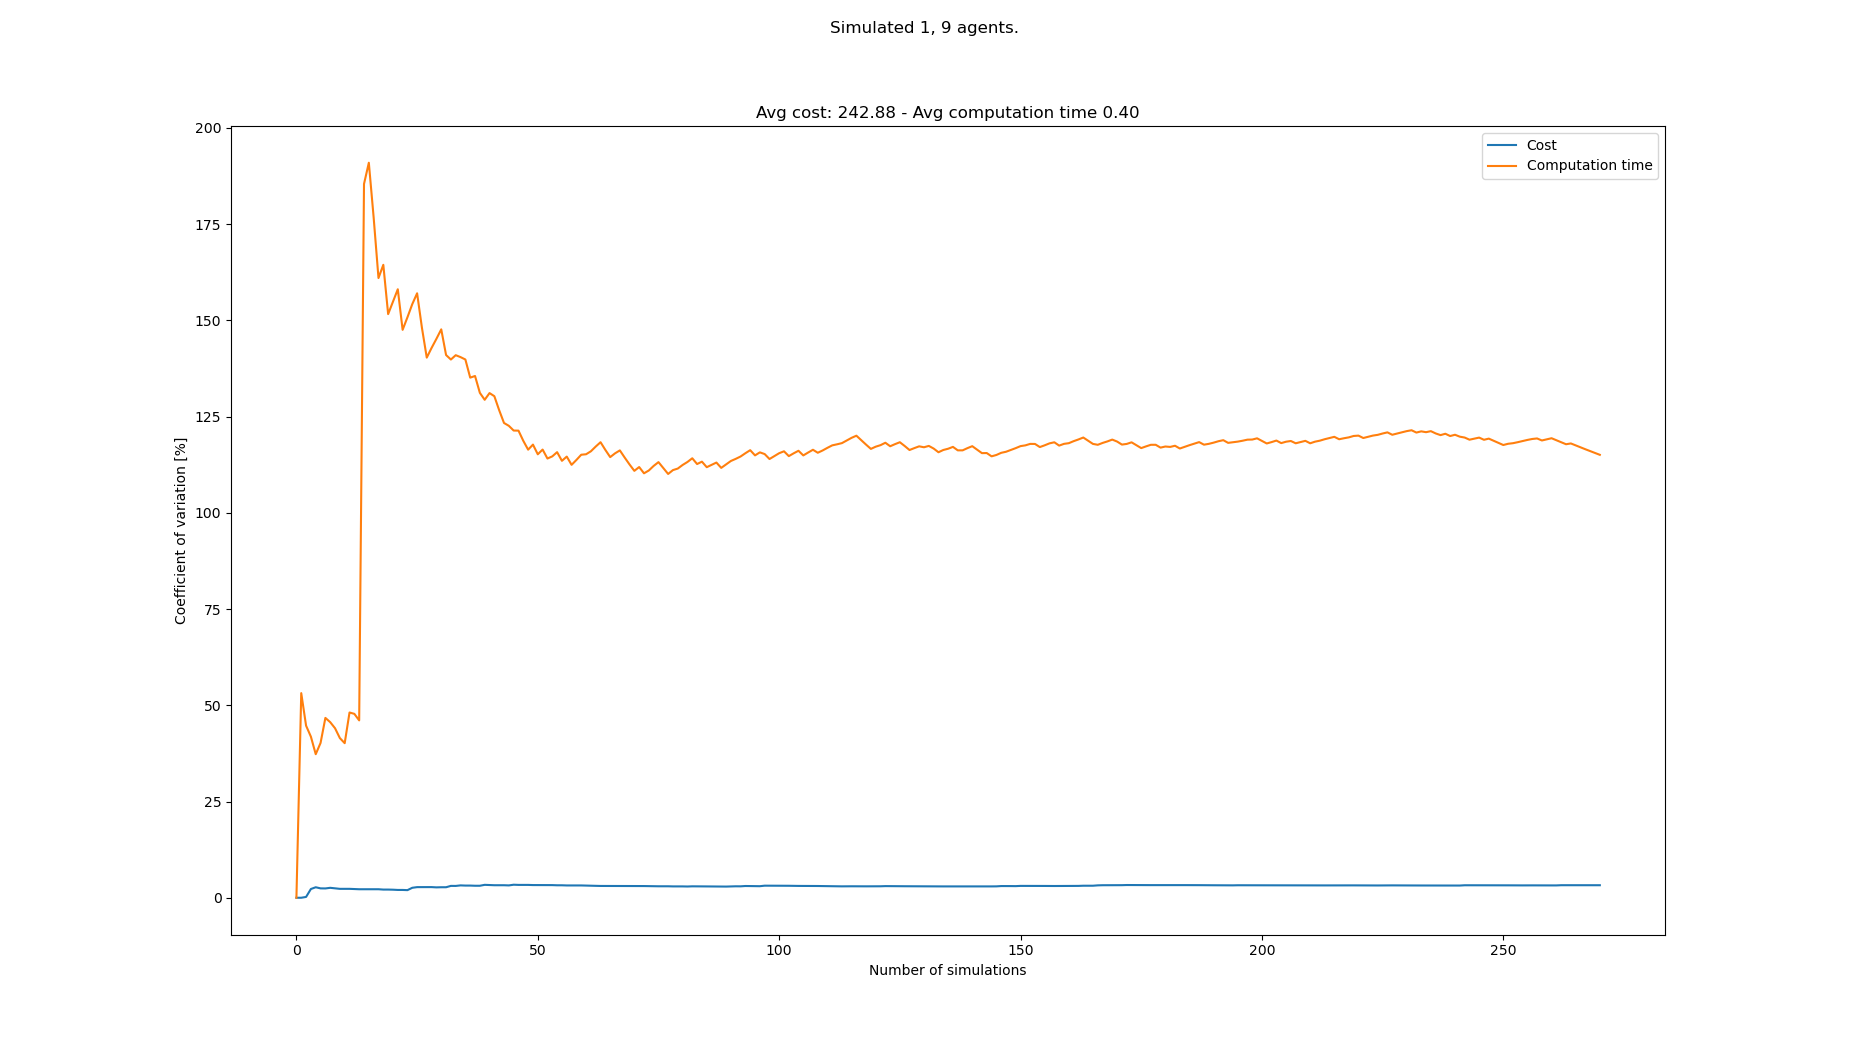 Simulated 1, 9 agents.
Avg cost: 242.88 - Avg computation time 0.40
Cost
Computation time
Coefficient of variation [%]
200
175
150
125
100
75
50
25
0
0 50 100 150 200 250
Number of simulations